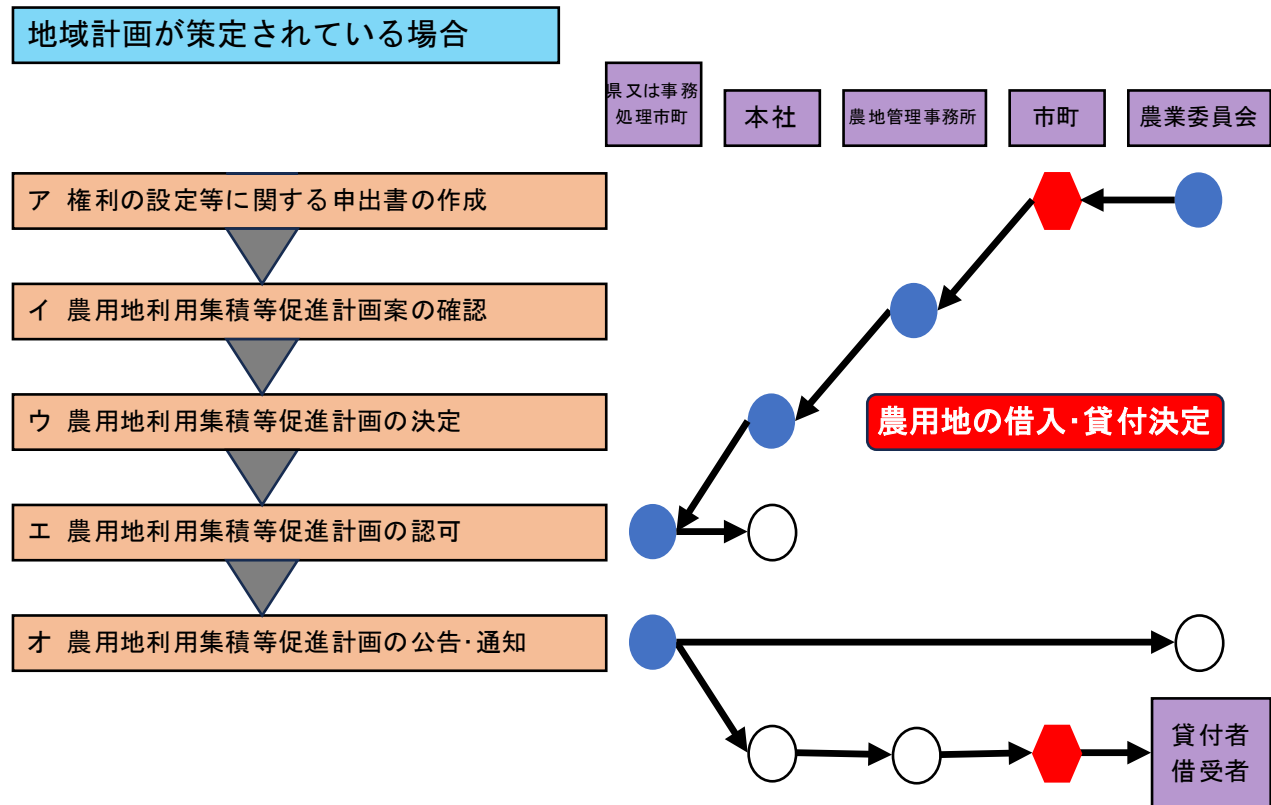 地域計画が策定されている場合
県又は事務
処理市町
本社
農地管理事務所
市町
農業委員会
ア 権利の設定等に関する申出書の作成
イ 農用地利用集積等促進計画案の確認
ウ 農用地利用集積等促進計画の決定
農用地の借入・貸付決定
エ 農用地利用集積等促進計画の認可
オ 農用地利用集積等促進計画の公告・通知
貸付者
借受者